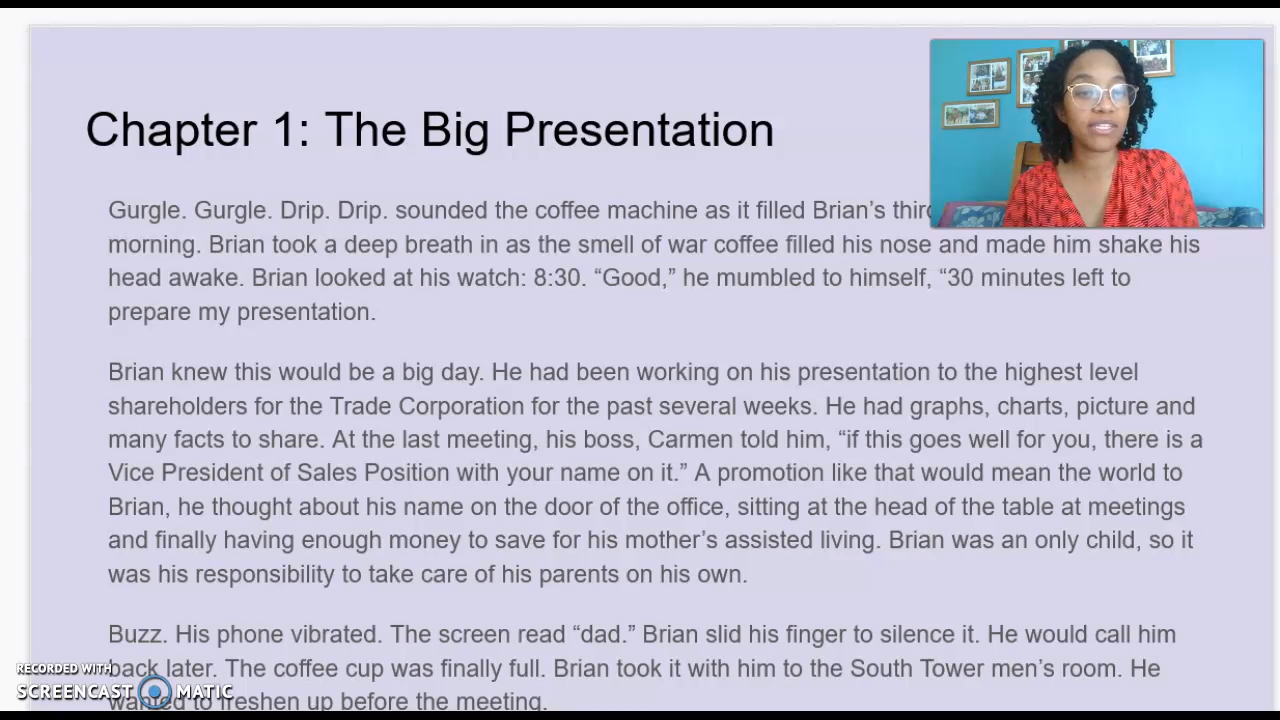 Chapter 1: The Big Presentation
Gurgle. Gurgle. Drip. Drip. sounded the coffee machine as it filled Brian’s
morning. Brian took a deep breath in as the smell of war coffee filled his nose and made him shake his
head awake. Brian looked at his watch: 8:30. “Good,” he mumbled to himself, “30 minutes left to
prepare my presentation.
Brian knew this would be a big day. He had been working on his presentation to the highest level
shareholders for the Trade Corporation for the past several weeks. He had graphs, charts, picture and
many facts to share. At the last meeting, his boss, Carmen told him, “if this goes well for you, there is a
Vice President of Sales Position with your name on it.” A promotion like that would mean the world to
Brian, he thought about his name on the door of the office, sitting at the head of the table at meetings
and finally having enough money to save for his mother’s assisted living. Brian was an only child, so it
was his responsibility to take care of his parents on his own.
Buzz. His phone vibrated. The screen read “dad.” Brian slid his finger to silence it. He would call him
back later. The coffee cup was finally full. Brian took it with him to the South Tower men’s room. He
wanted to freshen up before the meeting.
RECORDED WITH
SCREENCAST MATIC